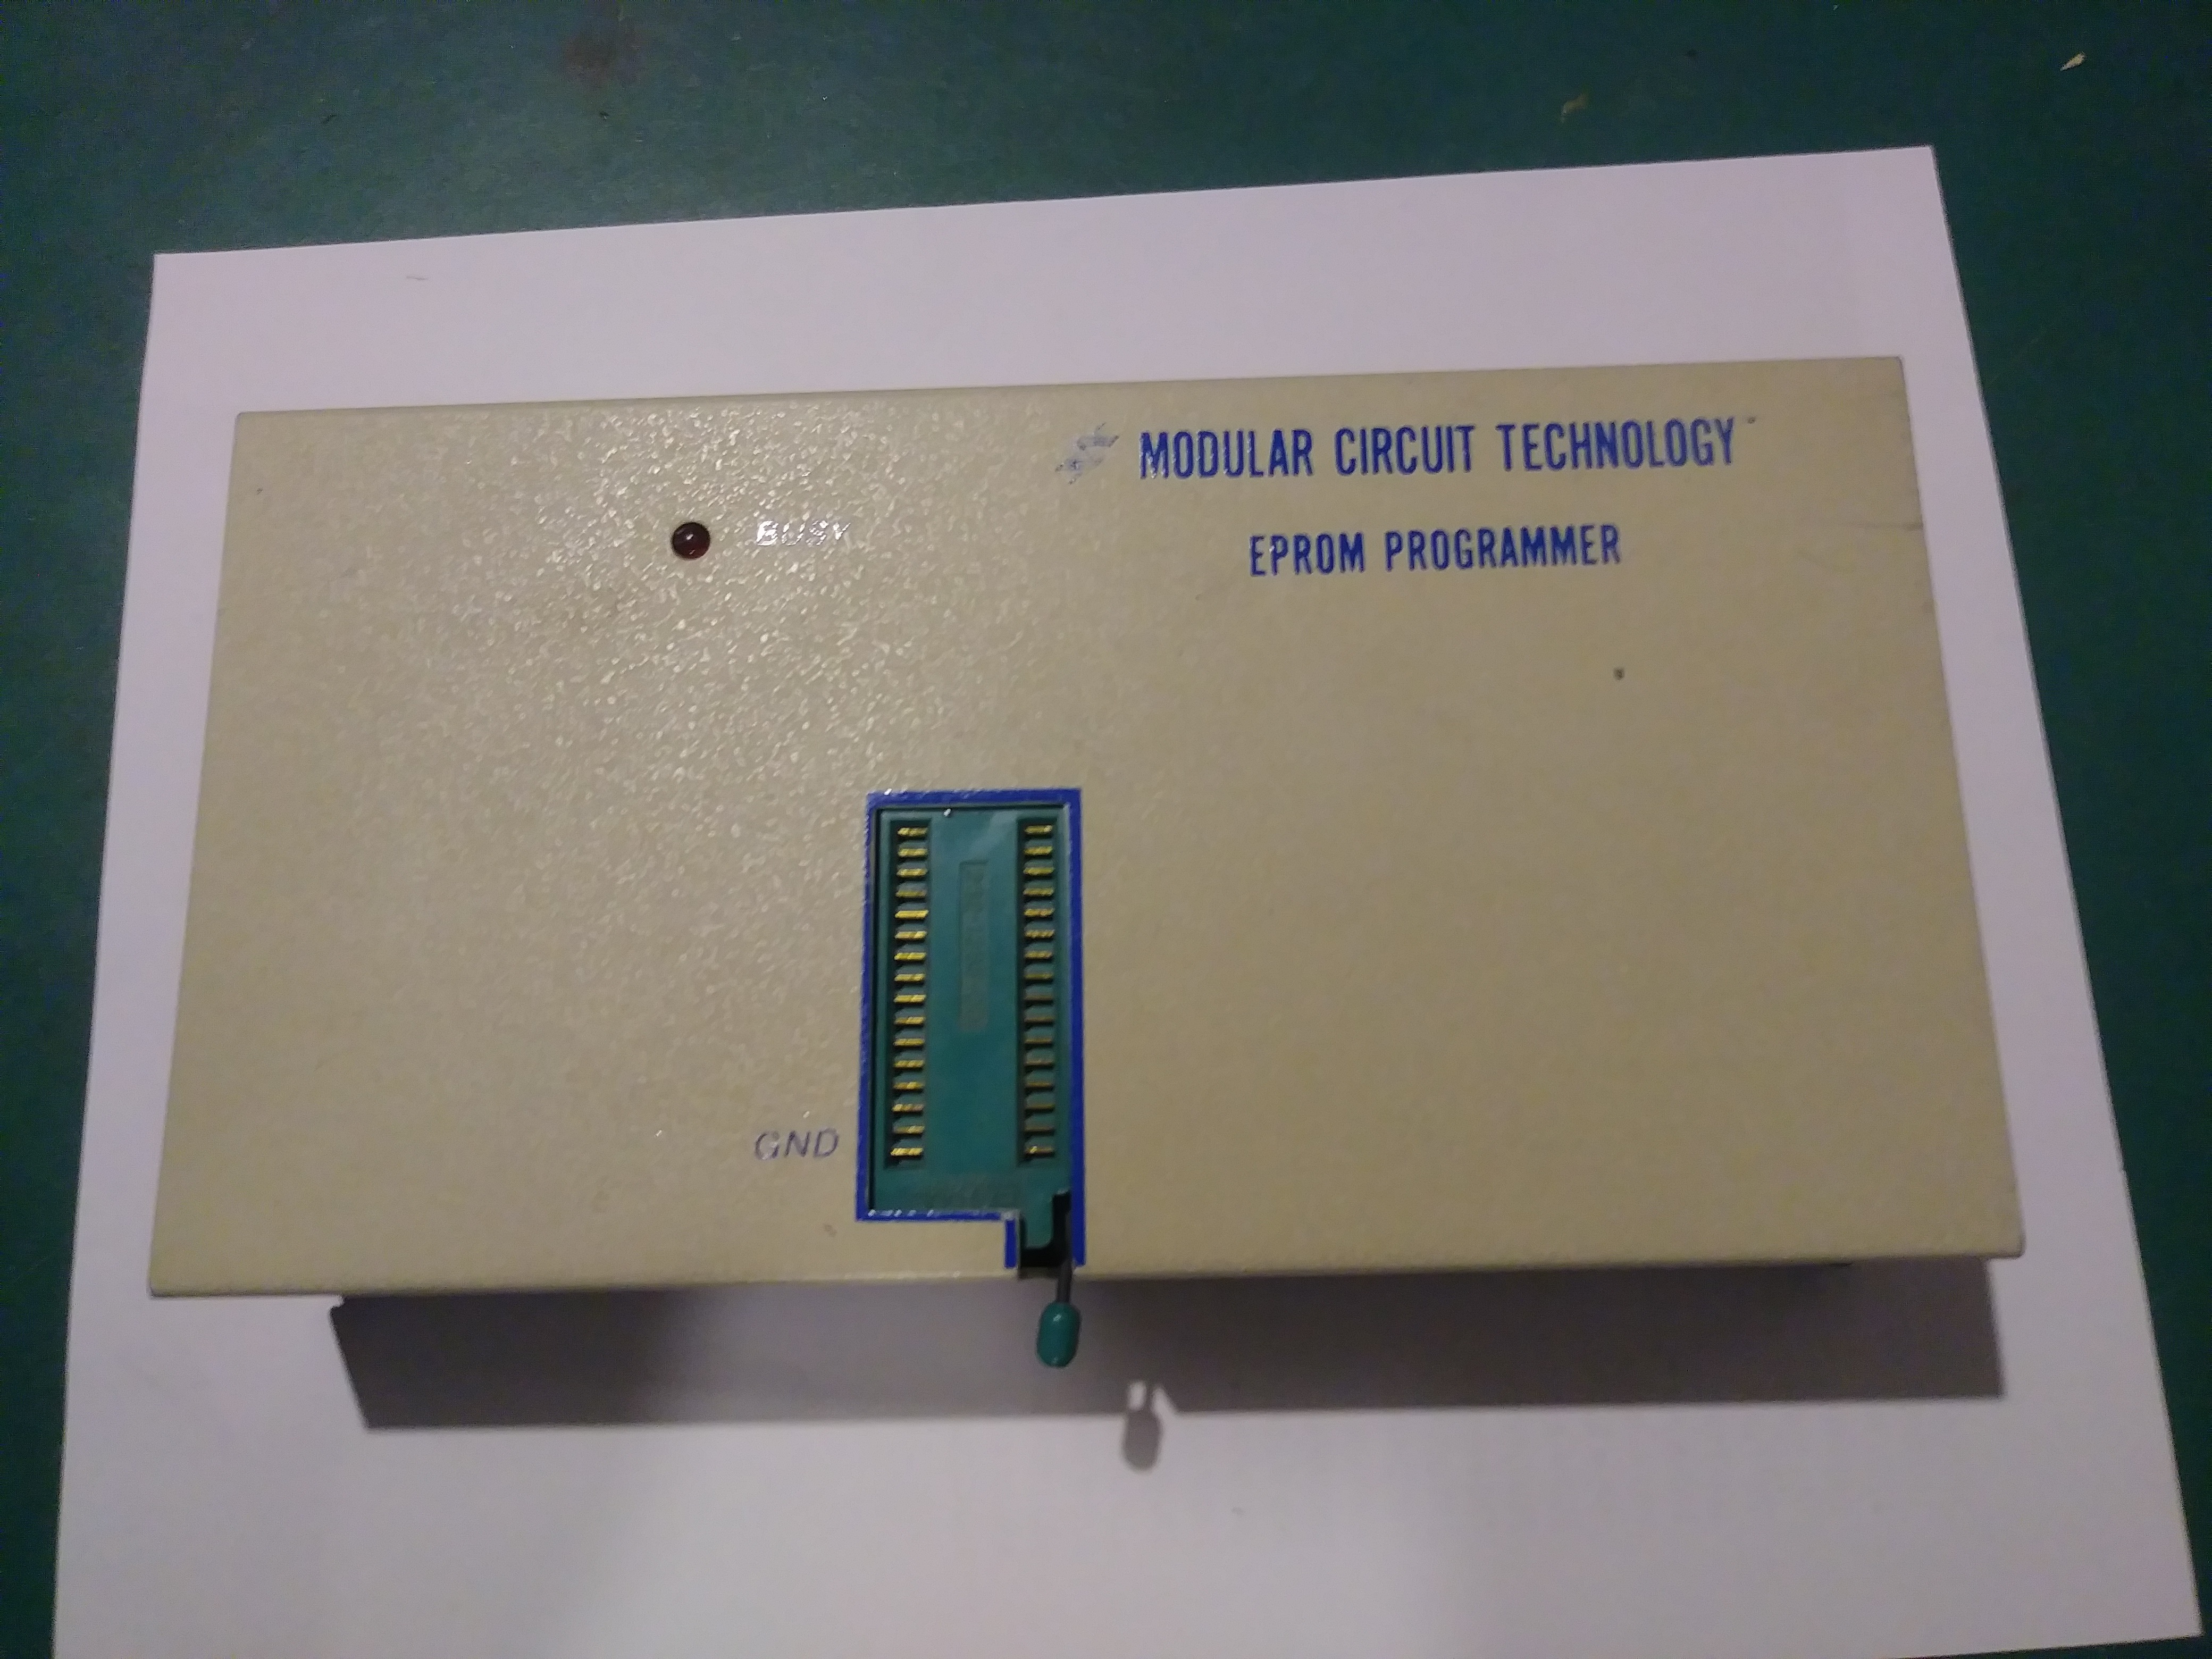 MODULAR CIRCUIT TECHNOLOGY
BUSY
EPROM PROGRAMMER
GND